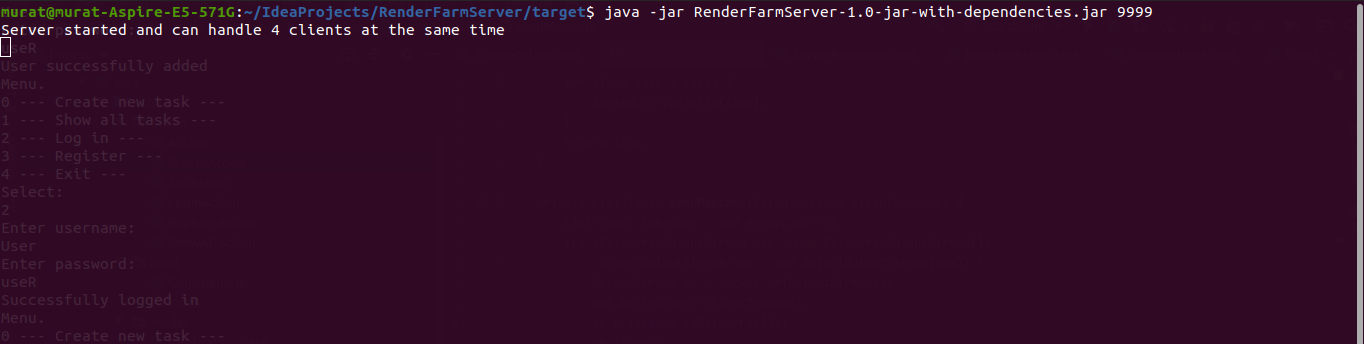 murat@murat-Aspire-E5-571G:~/IdeaProjects/RenderFarmServer/target$ java -jar RenderFarmServer-1.0-jar-with-dependencies.jar 9999
Server started and can handle 4 clients at the same time
useR
User successfully added
Menu.
0 --- Create new task ---
1 --- Show all tasks ---
2 --- Log in ---
3 --- Register ---
4 --- Exit ---
Select:
2
Enter username:
User
Enter password:
useR
Successfully logged in
Menu.
0 --- Create new task ---